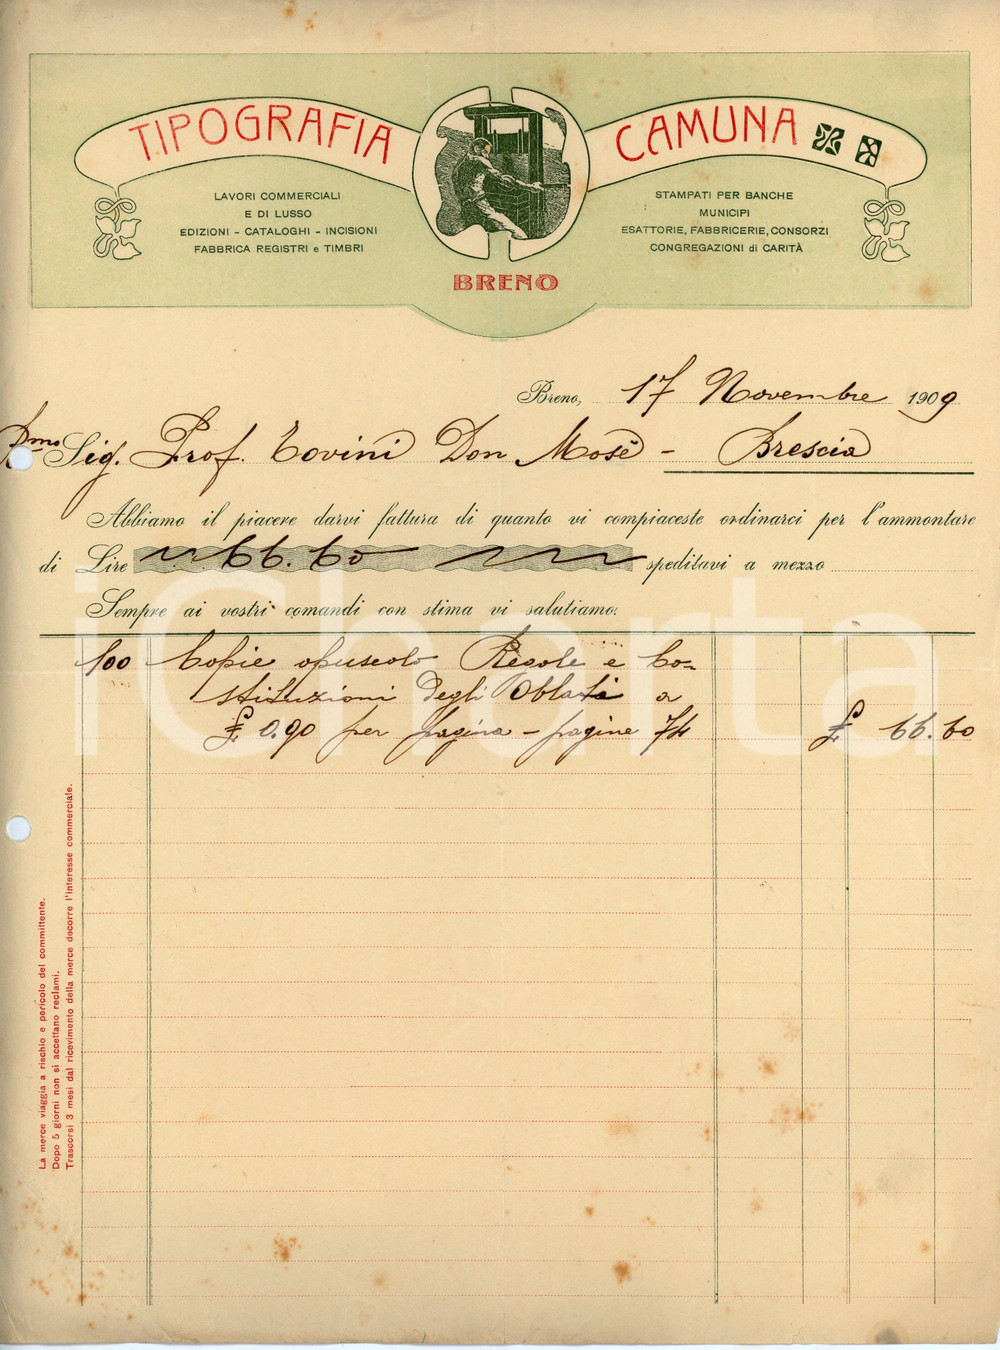 TIPOGRAFIA CAMUNA
LAVORI COMMERCIALI
E DI LUSSO
EDIZIONI - CATALOGHI - INCISIONI
FABBRICA REGISTRI e TIMBRI
STAMPATI PER BANCHE
MUNICIPI
ESATTORIE, FABBRICERIE, CONSORZI
CONGREGAZIONI di CARITÀ
BRENO
Breno, 17 Novembre 1909
Rmo Sig. Prof. Tovini Don Mosè - Brescia
Abbiamo il piacere darvi fattura di quanto vi compiaceste ordinarci per l'ammontare
di Lire 66.60 speditavi a mezzo
Sempre ai vostri comandi con stima vi salutiamo:
100 Copie opuscolo Regole e Co-
stituzioni degli Oblati a
£ 0.90 per pagina - pagine 74 £ 66.60
La merce viaggia a rischio e pericolo del committente.
Dopo 5 giorni non si accettano reclami.
Trascorsi 3 mesi dal ricevimento della merce decorre l'interesse commerciale.
iCharta